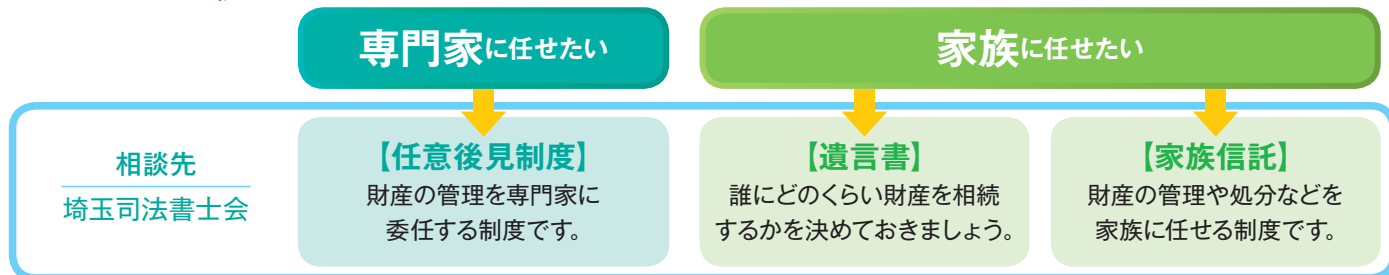 専門家に任せたい
家族に任せたい
相談先
埼玉司法書士会
【任意後見制度】
財産の管理を専門家に
委任する制度です。
【遺言書】
誰にどのくらい財産を相続
するかを決めておきましょう。
【家族信託】
財産の管理や処分などを
家族に任せる制度です。